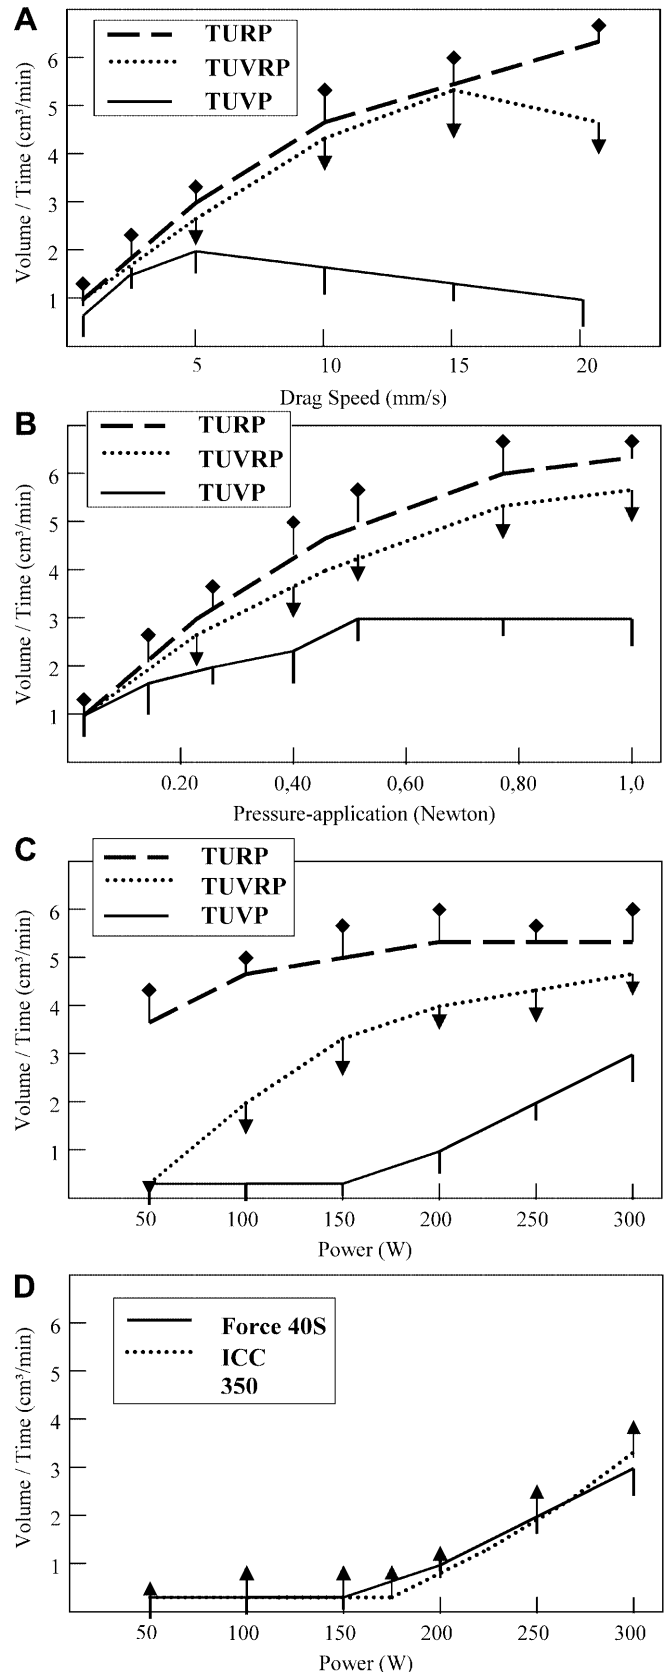 A
TURP
TUVRP
TUVP
6
5
4
3
2
1
Volume / Time (cm³/min)
5
10
15
20
Drag Speed (mm/s)
B
TURP
TUVRP
TUVP
6
5
4
3
2
1
Volume / Time (cm³/min)
0.20
0,40
0,60
0,80
1,0
Pressure-application (Newton)
C
TURP
TUVRP
TUVP
6
5
4
3
2
1
Volume / Time (cm³/min)
50
100
150
200
250
300
Power (W)
D
Force 40S
ICC
350
6
5
4
3
2
1
Volume / Time (cm³/min)
50
100
150
200
250
300
Power (W)